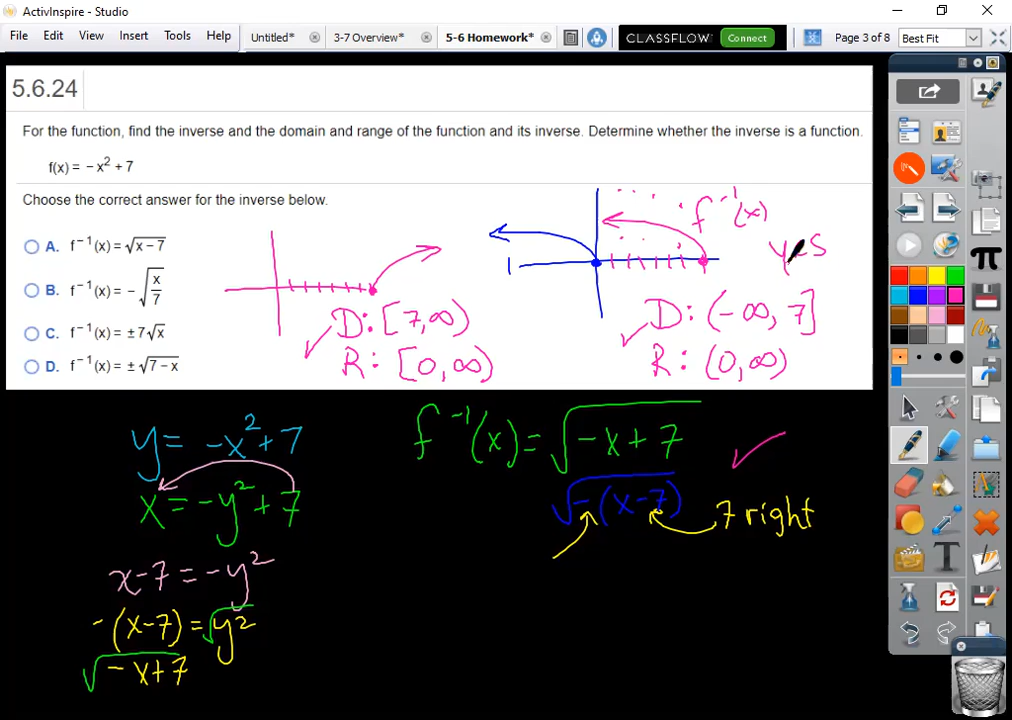 ActivInspire - Studio
File Edit View Insert Tools Help Untitled* 3-7 Overview* 5-6 Homework* CLASSFLOW Connect Page 3 of 8 Best Fit
5.6.24
For the function, find the inverse and the domain and range of the function and its inverse. Determine whether the inverse is a function.
f(x) = − x² + 7
Choose the correct answer for the inverse below.
A. f⁻¹(x) = √(x − 7)
B. f⁻¹(x) = − √(x/7)
C. f⁻¹(x) = ± 7√x
D. f⁻¹(x) = ± √(7 − x)
D: [7, ∞)
R: [0, ∞)
f⁻¹(x)
yes
D: (-∞, 7]
R: (0, ∞)
y = -x² + 7
x = -y² + 7
x-7 = -y²
-(x-7) = √y²
√-x+7
f⁻¹(x) = √-x+7
√-(x-7)
7 right